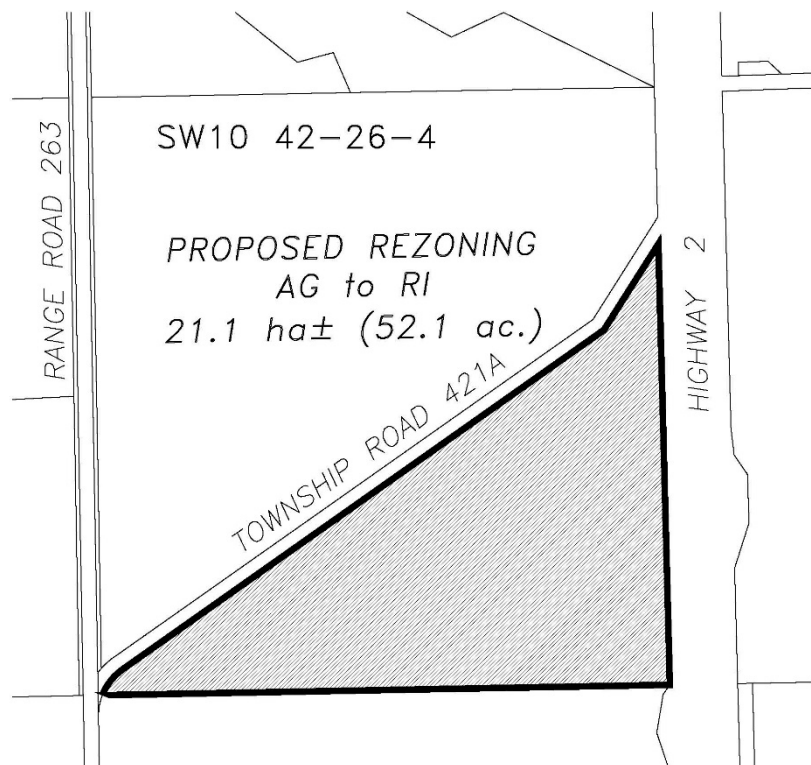 SW10 42-26-4
RANGE ROAD 263
PROPOSED REZONING
AG to RI
21.1 ha± (52.1 ac.)
HIGHWAY 2
TOWNSHIP ROAD 421A